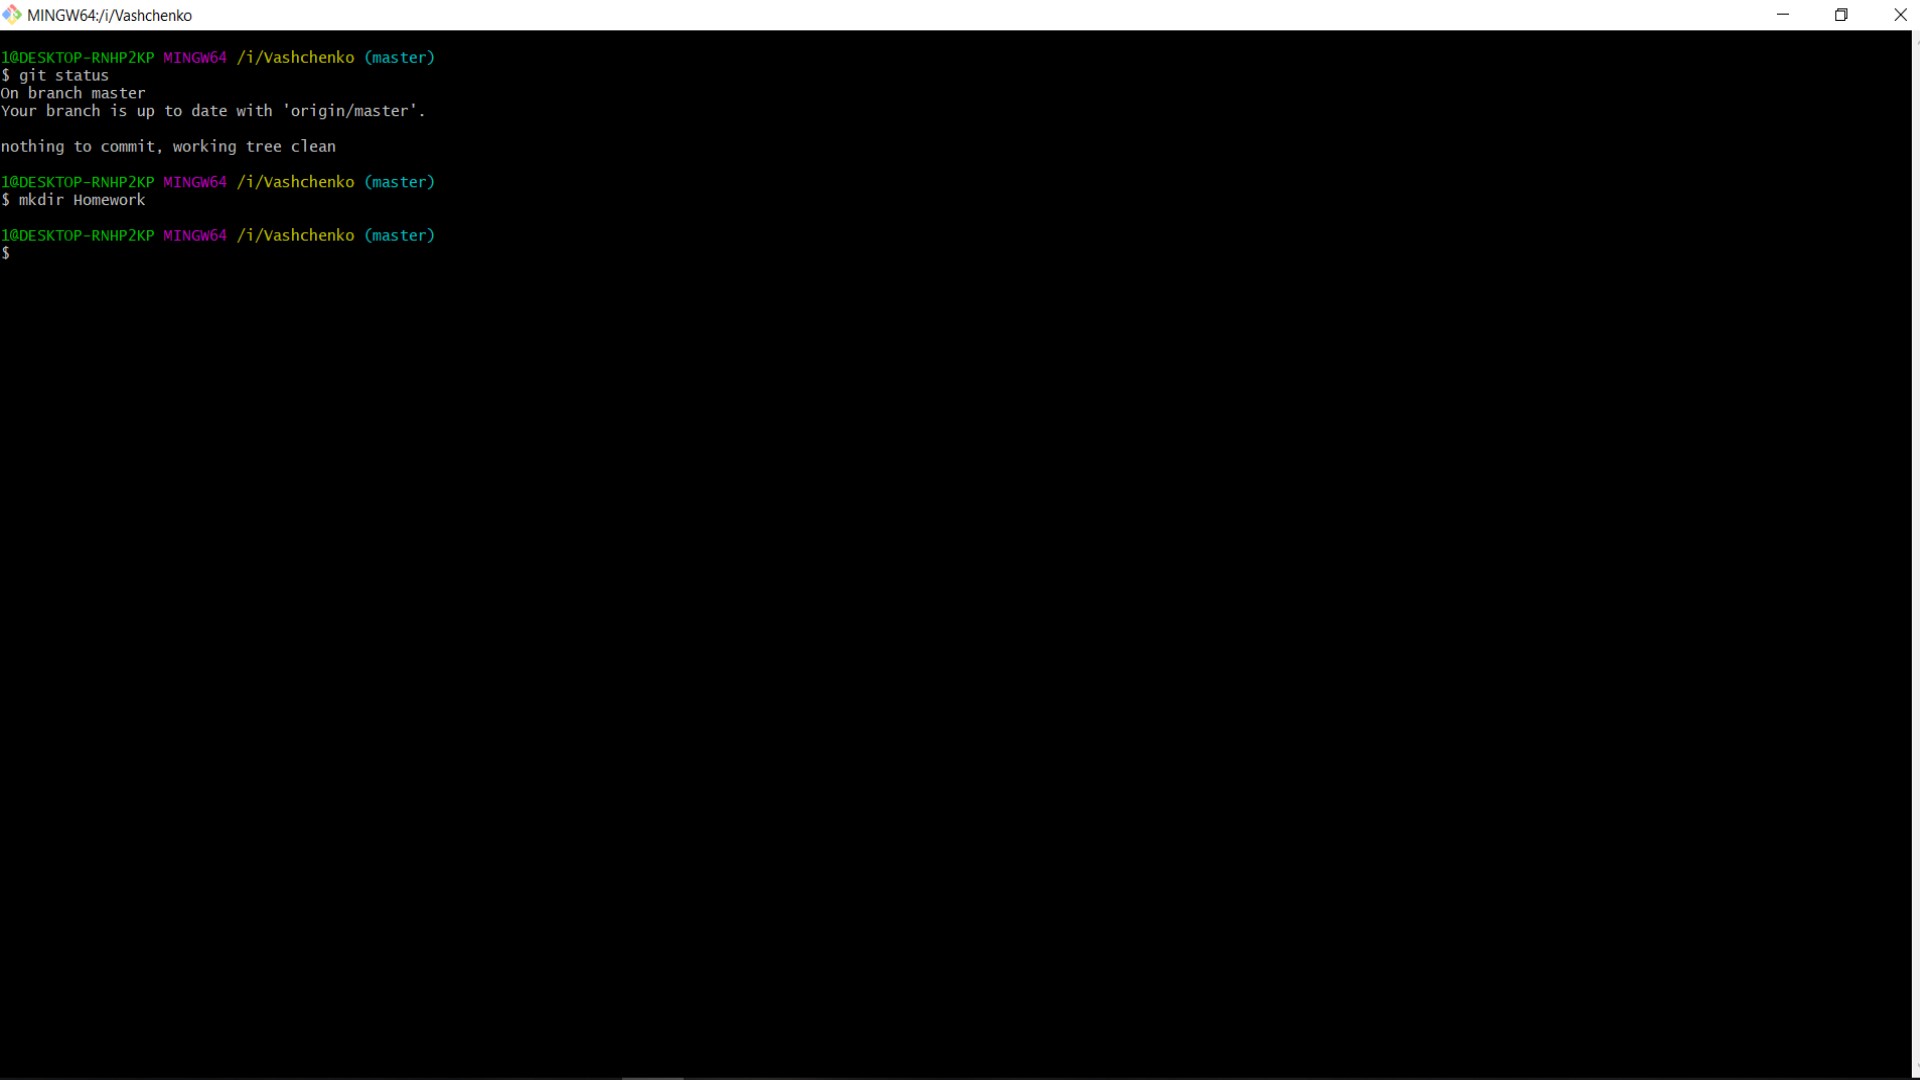 MINGW64:/i/Vashchenko
1@DESKTOP-RNHP2KP MINGW64 /i/Vashchenko (master)
$ git status
On branch master
Your branch is up to date with 'origin/master'.
nothing to commit, working tree clean
1@DESKTOP-RNHP2KP MINGW64 /i/Vashchenko (master)
$ mkdir Homework
1@DESKTOP-RNHP2KP MINGW64 /i/Vashchenko (master)
$